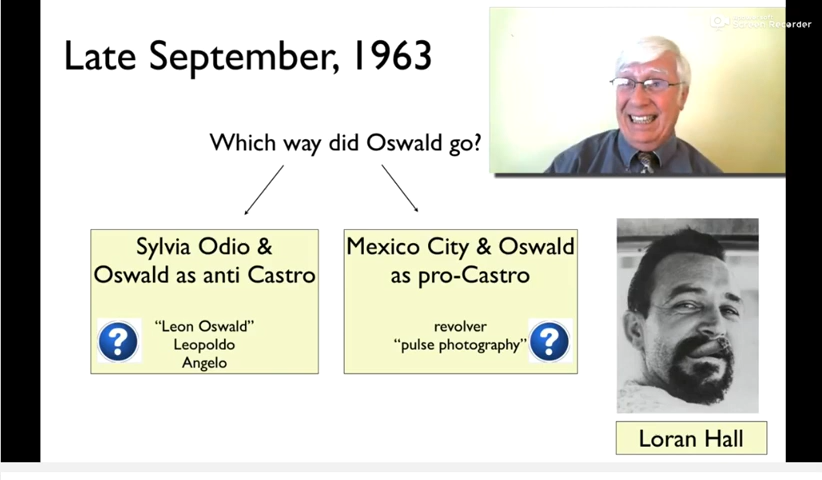 Screen Recorder
Late September, 1963
Which way did Oswald go?
Sylvia Odio &
Oswald as anti Castro
“Leon Oswald”
Leopoldo
Angelo
Mexico City & Oswald
as pro-Castro
revolver
“pulse photography”
Loran Hall